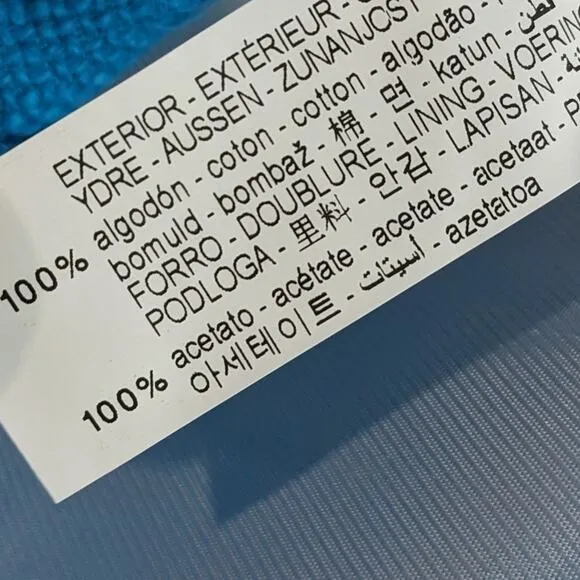 EXTERIOR - EXTÉRIEUR -
YDRE - AUSSEN - ZUNANJOST
100% algodón - coton - cotton - algodão -
bomuld - bombaž - 棉 - 면 - katun - قطن
FORRO - DOUBLURE - LINING - VOERING
PODLOGA - 里料 - 안감 - LAPISAN -
100% acetato - acétate - acetate - acetaat -
아세테이트 - أسيتات - azetatoa